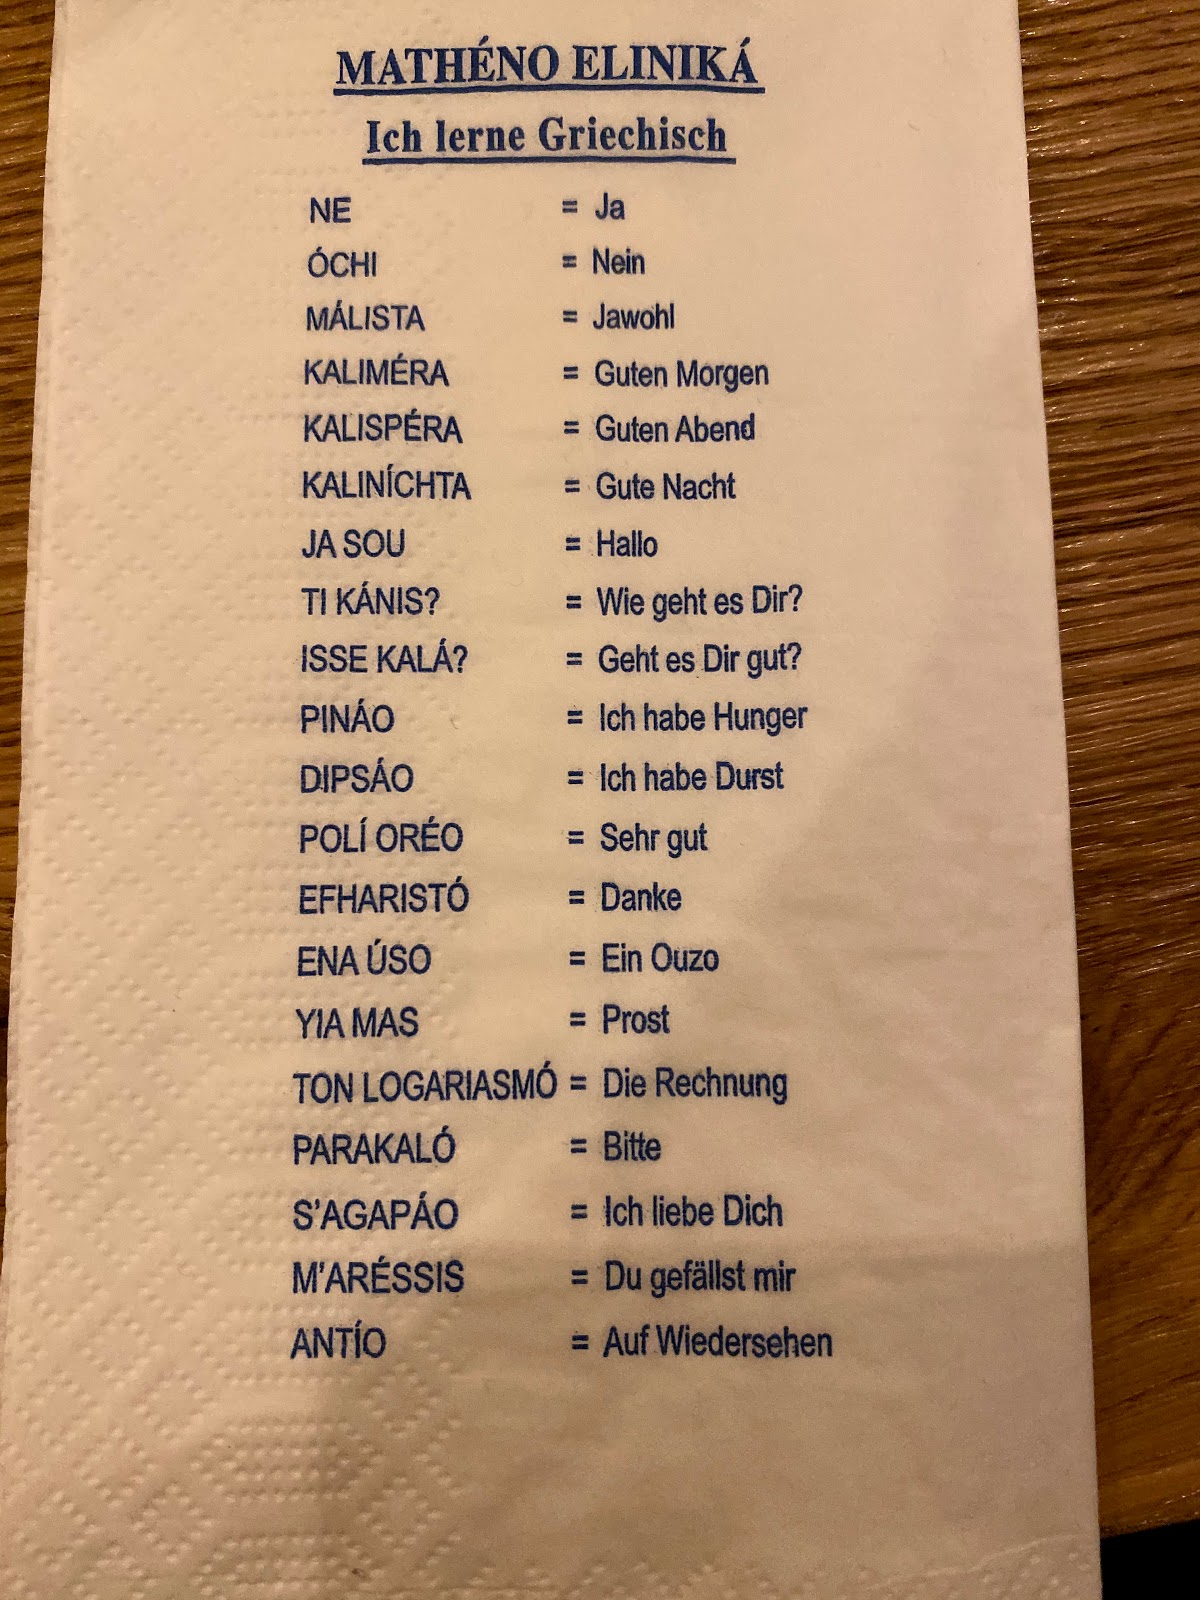 MATHÉNO ELINIKÁ
Ich lerne Griechisch
NE = Ja
ÓCHI = Nein
MÁLISTA = Jawohl
KALIMÉRA = Guten Morgen
KALISPÉRA = Guten Abend
KALINÍCHTA = Gute Nacht
JA SOU = Hallo
TI KÁNIS? = Wie geht es Dir?
ISSE KALÁ? = Geht es Dir gut?
PINÁO = Ich habe Hunger
DIPSÁO = Ich habe Durst
POLÍ ORÉO = Sehr gut
EFHARISTÓ = Danke
ENA ÚSO = Ein Ouzo
YIA MAS = Prost
TON LOGARIASMÓ = Die Rechnung
PARAKALÓ = Bitte
S'AGAPÁO = Ich liebe Dich
M'ARÉSSIS = Du gefällst mir
ANTÍO = Auf Wiedersehen